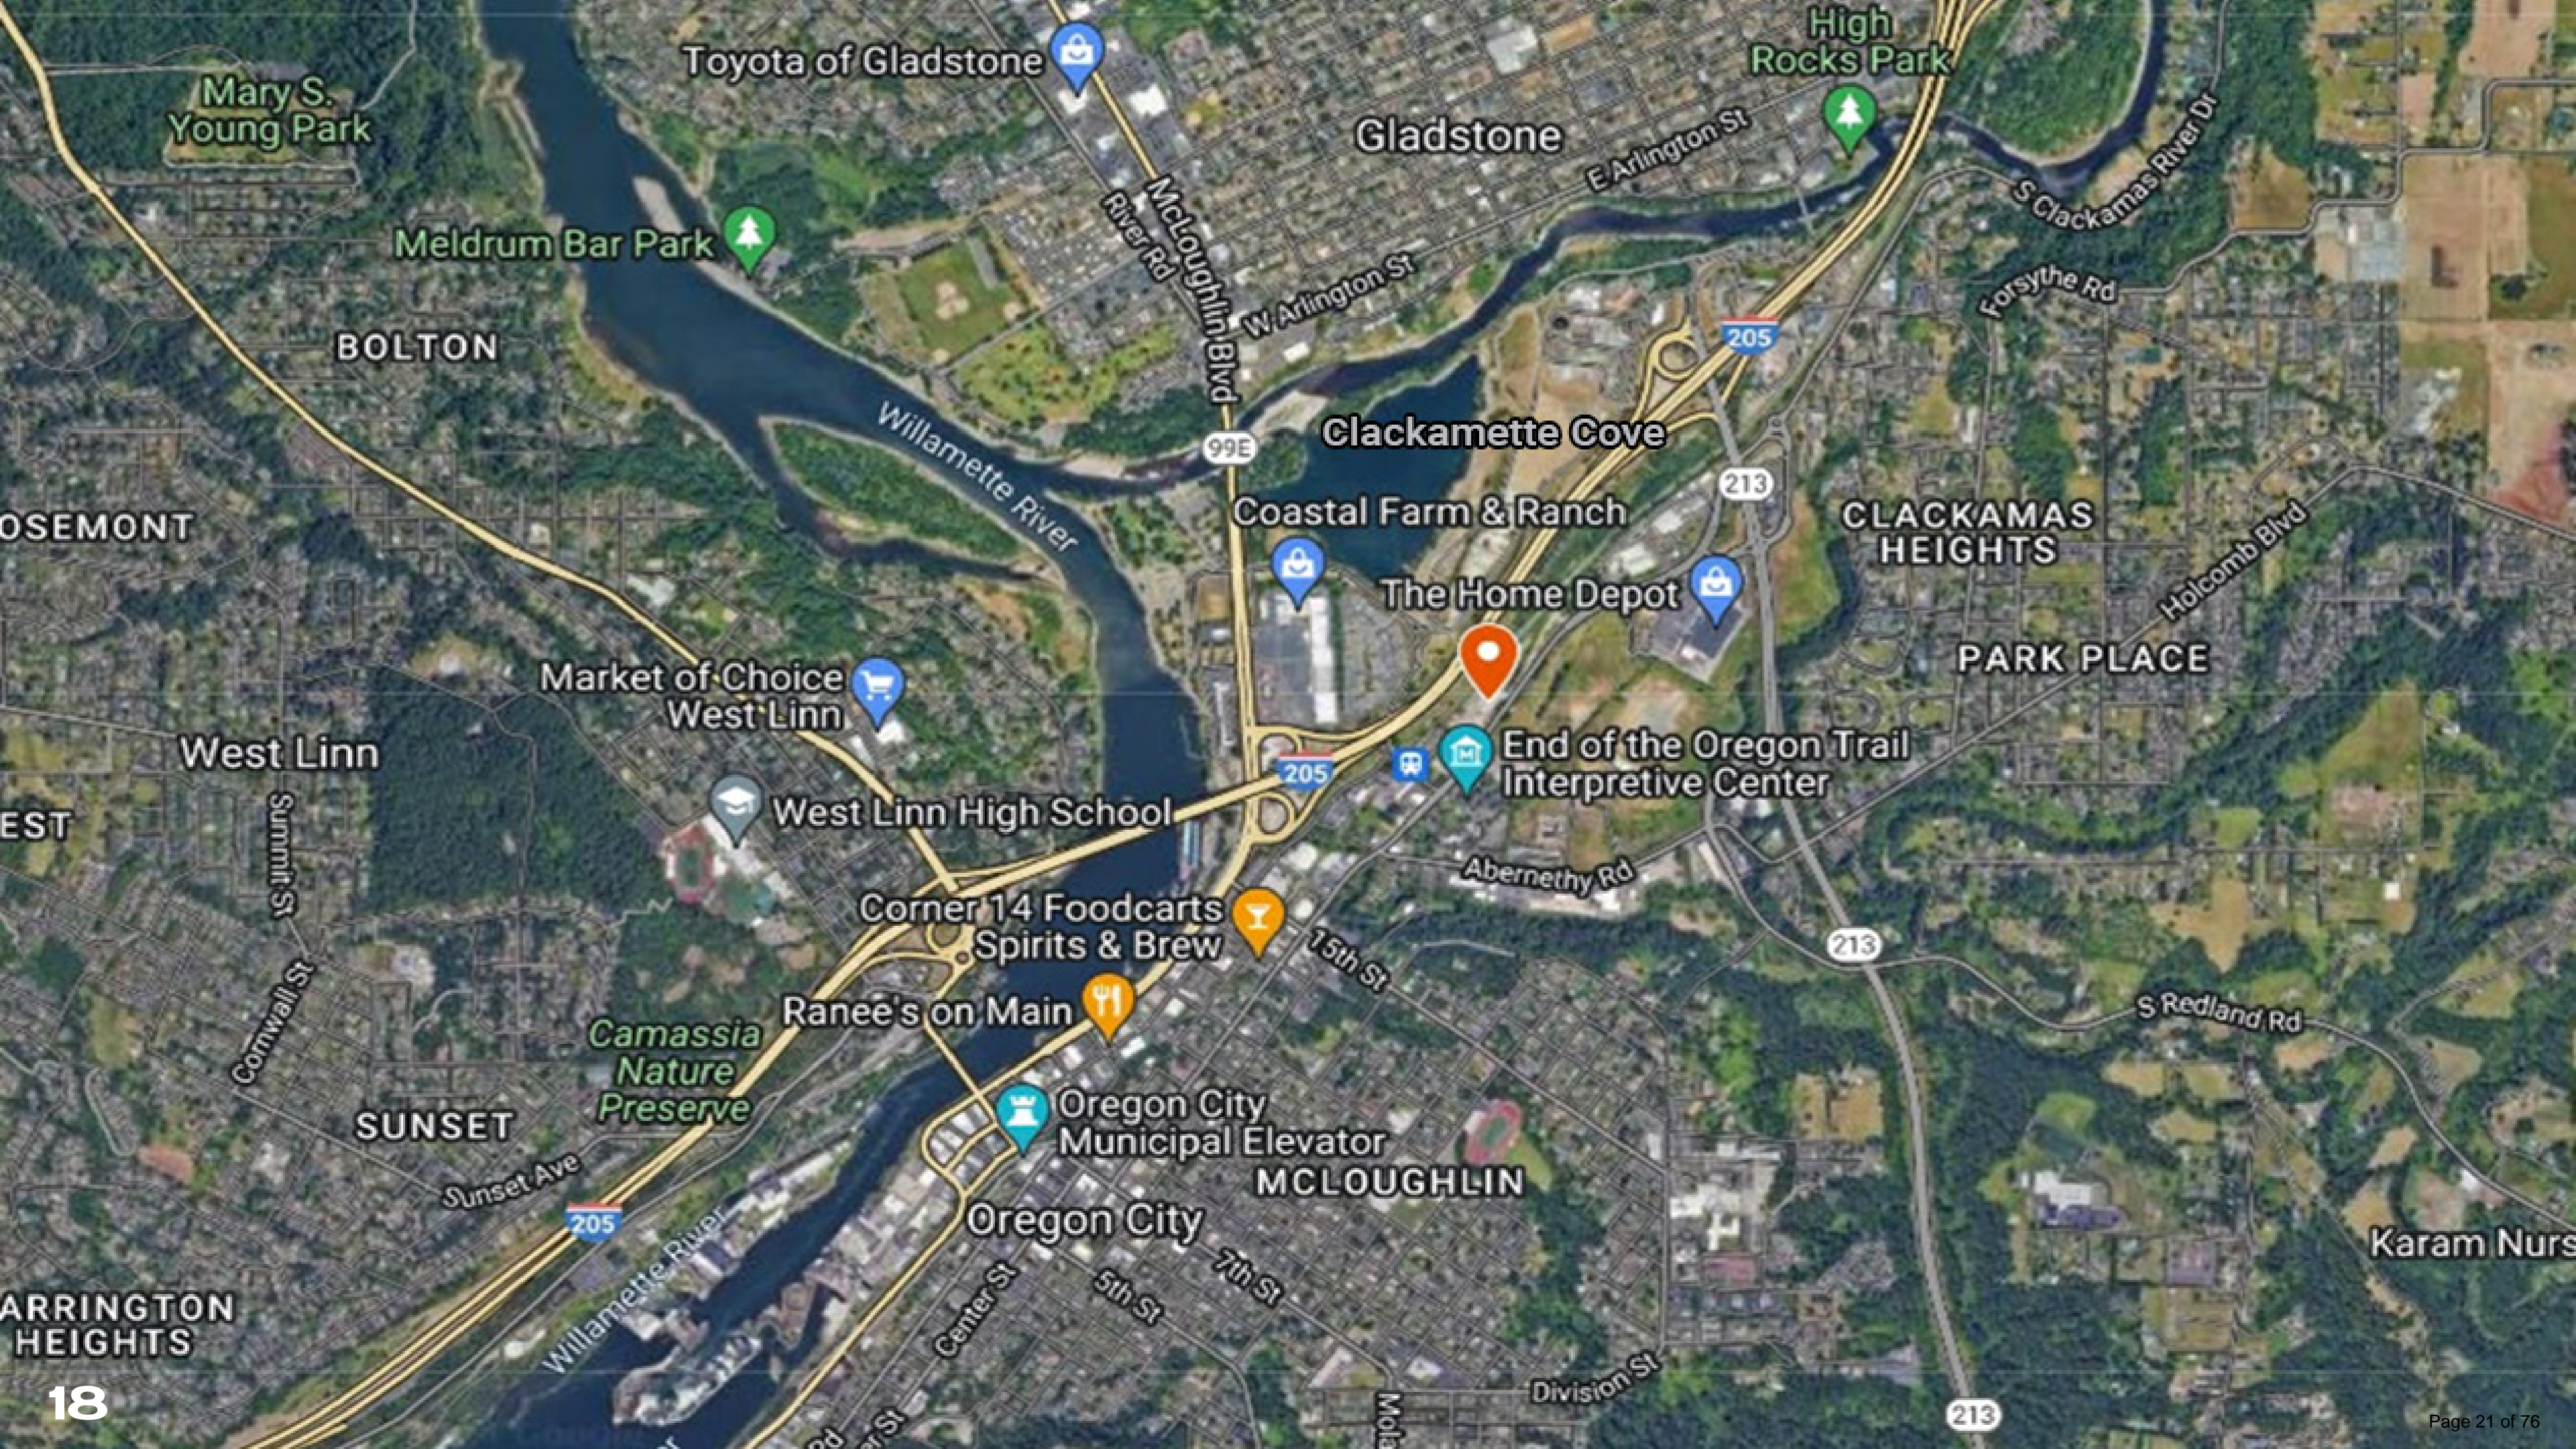 High
Rocks Park
Toyota of Gladstone
Mary S.
Young Park
Gladstone
E Arlington St
S Clackamas River Dr
McLoughlin Blvd
River Rd
Meldrum Bar Park
W Arlington St
Forsythe Rd
205
BOLTON
Willamette River
99E
Clackamette Cove
213
OSEMONT
Coastal Farm & Ranch
CLACKAMAS
HEIGHTS
Holcomb Blvd
The Home Depot
PARK PLACE
Market of Choice
West Linn
West Linn
End of the Oregon Trail
Interpretive Center
205
EST
Summit St
West Linn High School
Abernethy Rd
Corner 14 Foodcarts
Spirits & Brew
15th St
213
Ranee's on Main
S Redland Rd
Cornwall St
Camassia
Nature
Preserve
Oregon City
Municipal Elevator
SUNSET
MCLOUGHLIN
Sunset Ave
205
Oregon City
Willamette River
Karam Nurs
7th St
5th St
Center St
ARRINGTON
HEIGHTS
Division St
18
Mola
213
Rd
er St
Page 21 of 76